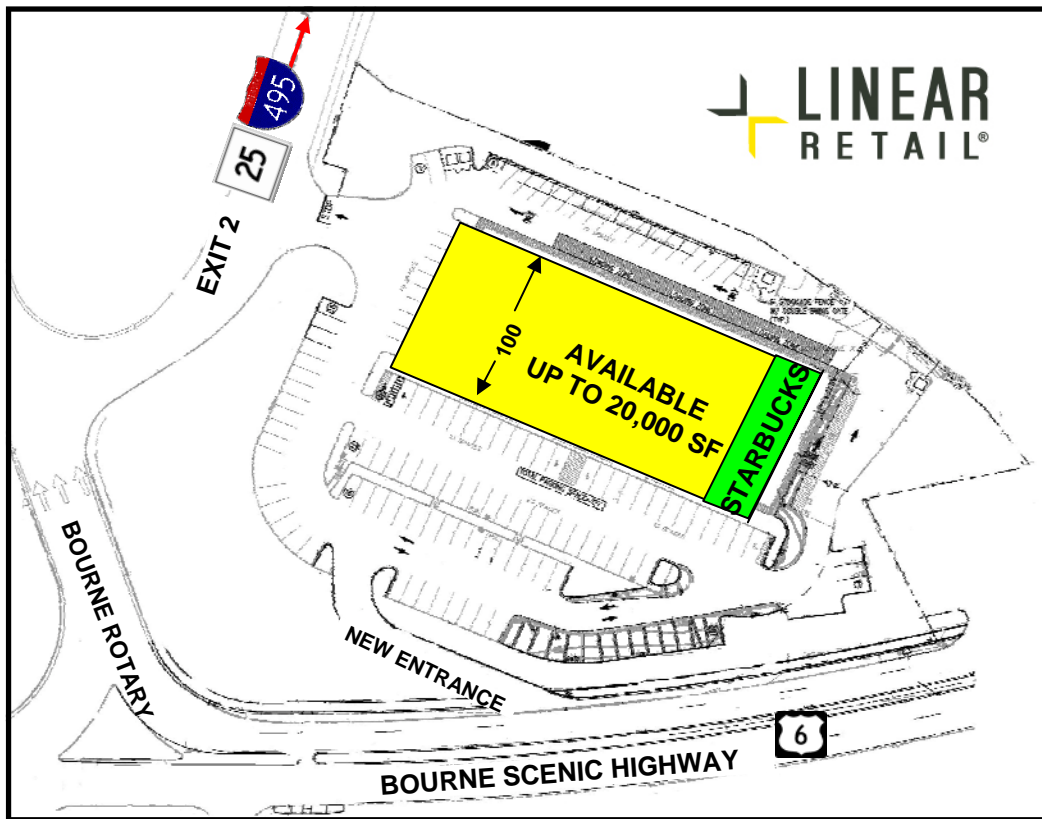 495
25
EXIT 2
LINEAR
RETAIL®
STOP
100
AVAILABLE
UP TO 20,000 SF
STARBUCKS
BOURNE ROTARY
NEW ENTRANCE
BOURNE SCENIC HIGHWAY
6